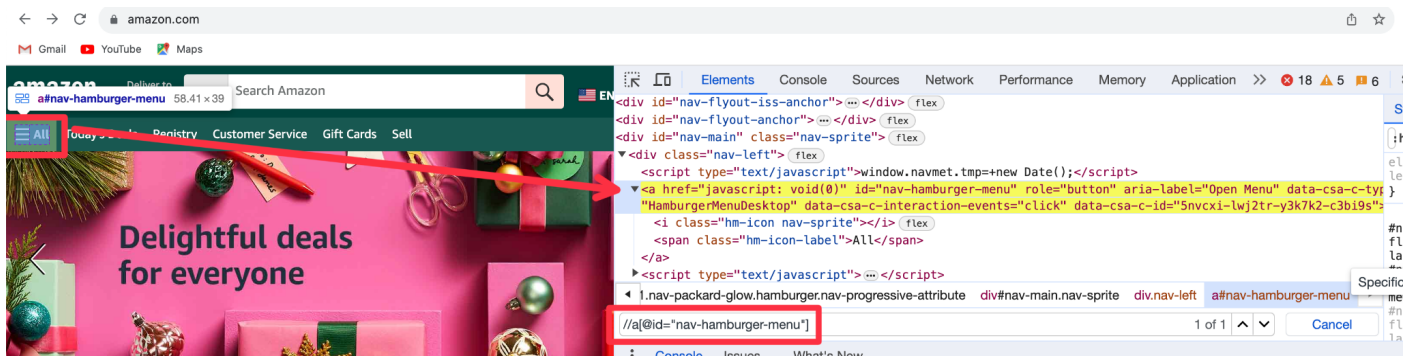 amazon.com
Gmail YouTube Maps
amazon Deliver to Search Amazon EN
a#nav-hamburger-menu 58.41×39
All Today's Deals Registry Customer Service Gift Cards Sell
Delightful deals
for everyone
Elements Console Sources Network Performance Memory Application 18 5 6
<div id="nav-flyout-iss-anchor">…</div> flex
<div id="nav-flyout-anchor">…</div> flex
<div id="nav-main" class="nav-sprite"> flex
<div class="nav-left"> flex
<script type="text/javascript">window.navmet.tmp=+new Date();</script>
<a href="javascript: void(0)" id="nav-hamburger-menu" role="button" aria-label="Open Menu" data-csa-c-typ
"HamburgerMenuDesktop" data-csa-c-interaction-events="click" data-csa-c-id="5nvcxi-lwj2tr-y3k7k2-c3bi9s">
<i class="hm-icon nav-sprite"></i> flex
<span class="hm-icon-label">All</span>
</a>
<script type="text/javascript">…</script>
Specific
1.nav-packard-glow.hamburger.nav-progressive-attribute div#nav-main.nav-sprite div.nav-left a#nav-hamburger-menu
//a[@id="nav-hamburger-menu"] 1 of 1 Cancel
Console Issues What's New